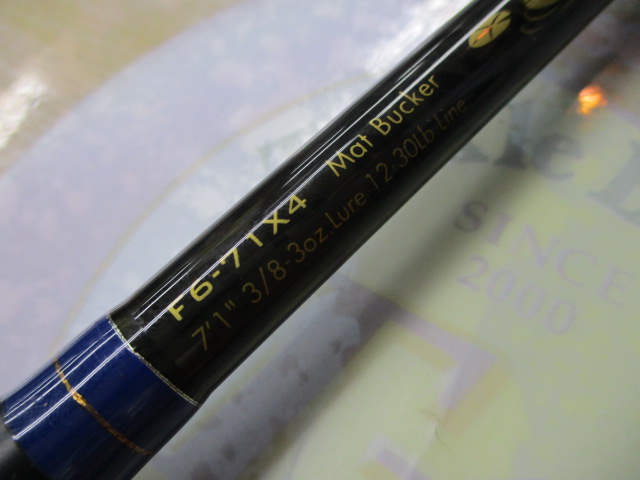 F6-71X4 Mat Bucker
7'1" 3/8-3oz.Lure 12-30Lb.Line
SINCE
2000